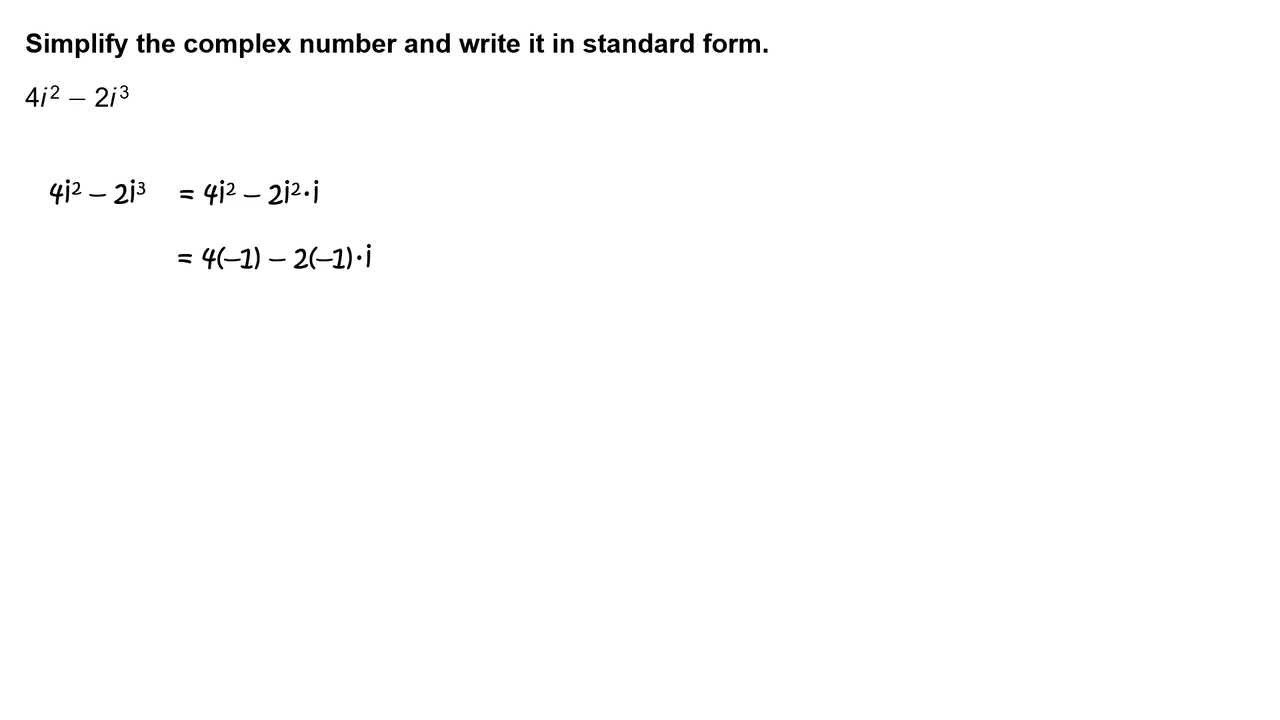 Simplify the complex number and write it in standard form.
4i² – 2i³
4i² – 2i³ = 4i² – 2i²·i
= 4(–1) – 2(–1)·i